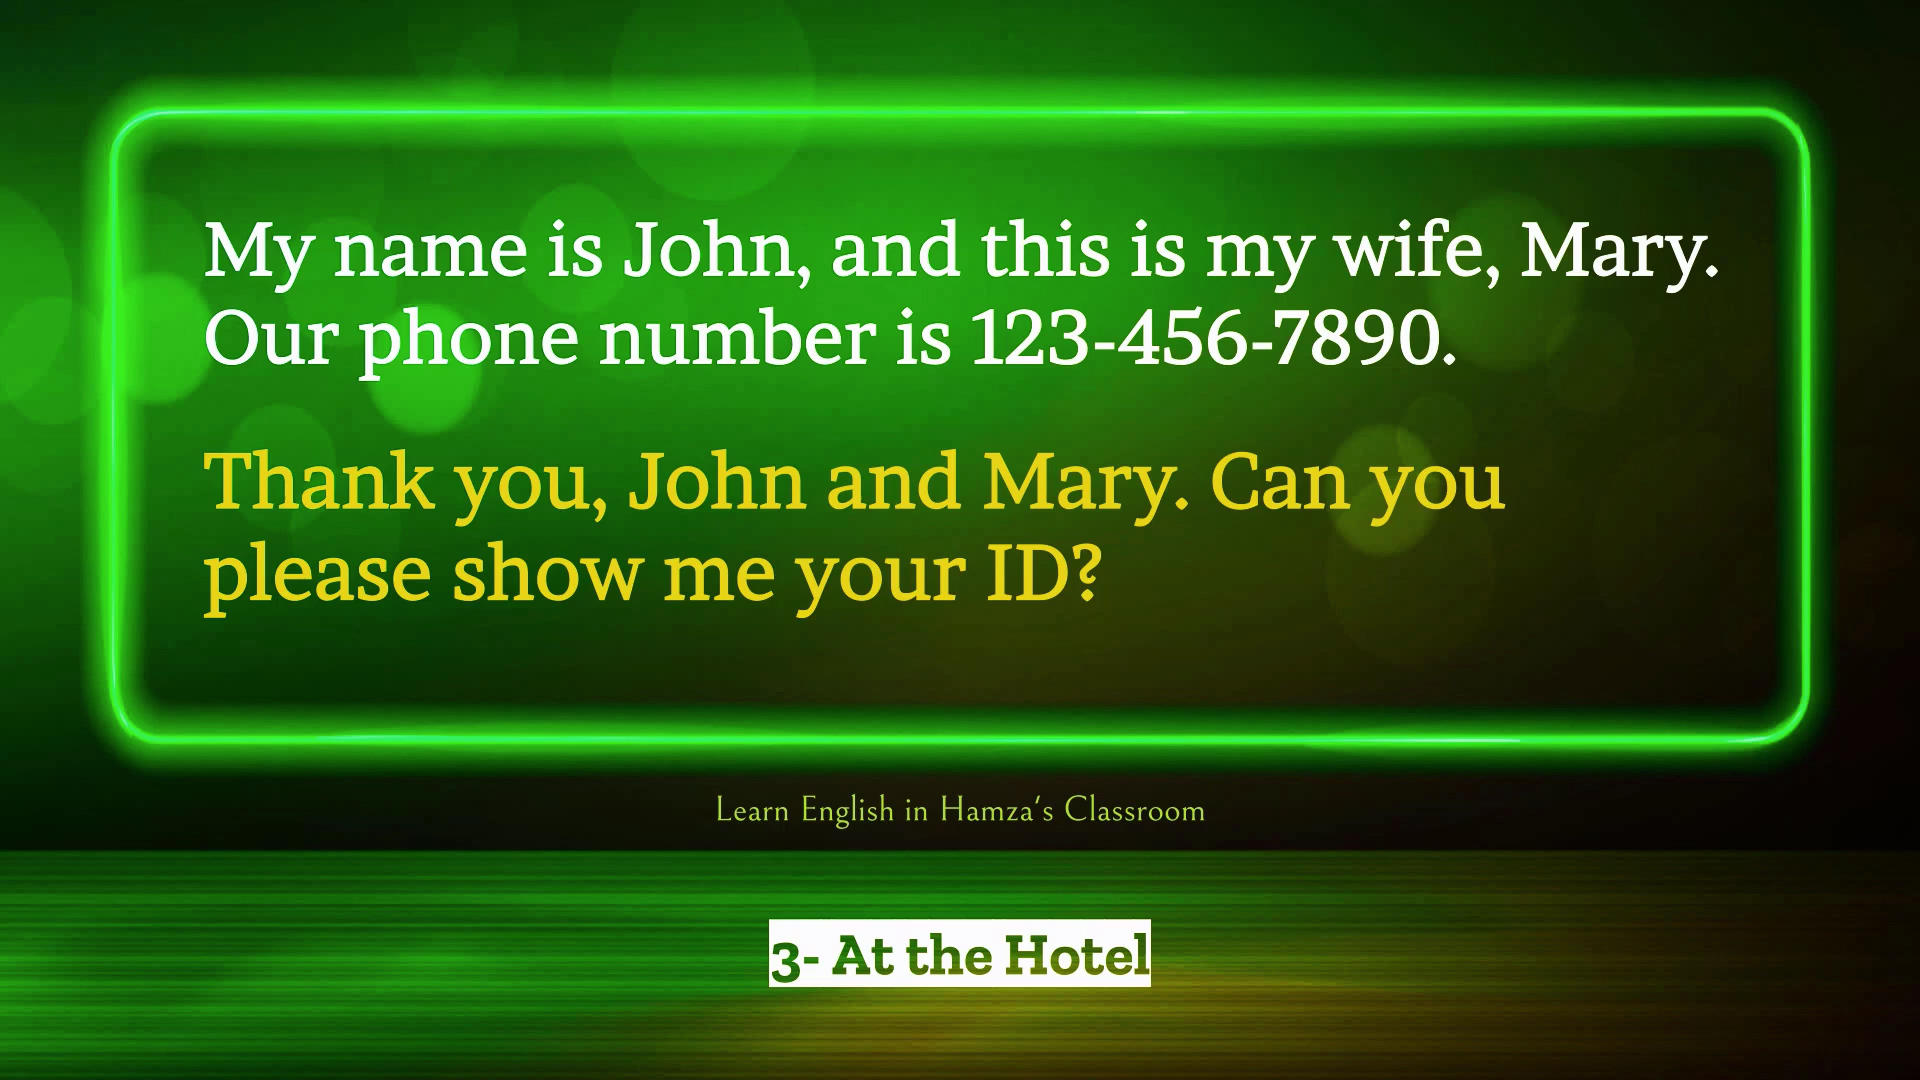 My name is John, and this is my wife, Mary.
Our phone number is 123-456-7890.
Thank you, John and Mary. Can you
please show me your ID?
Learn English in Hamza's Classroom
3- At the Hotel